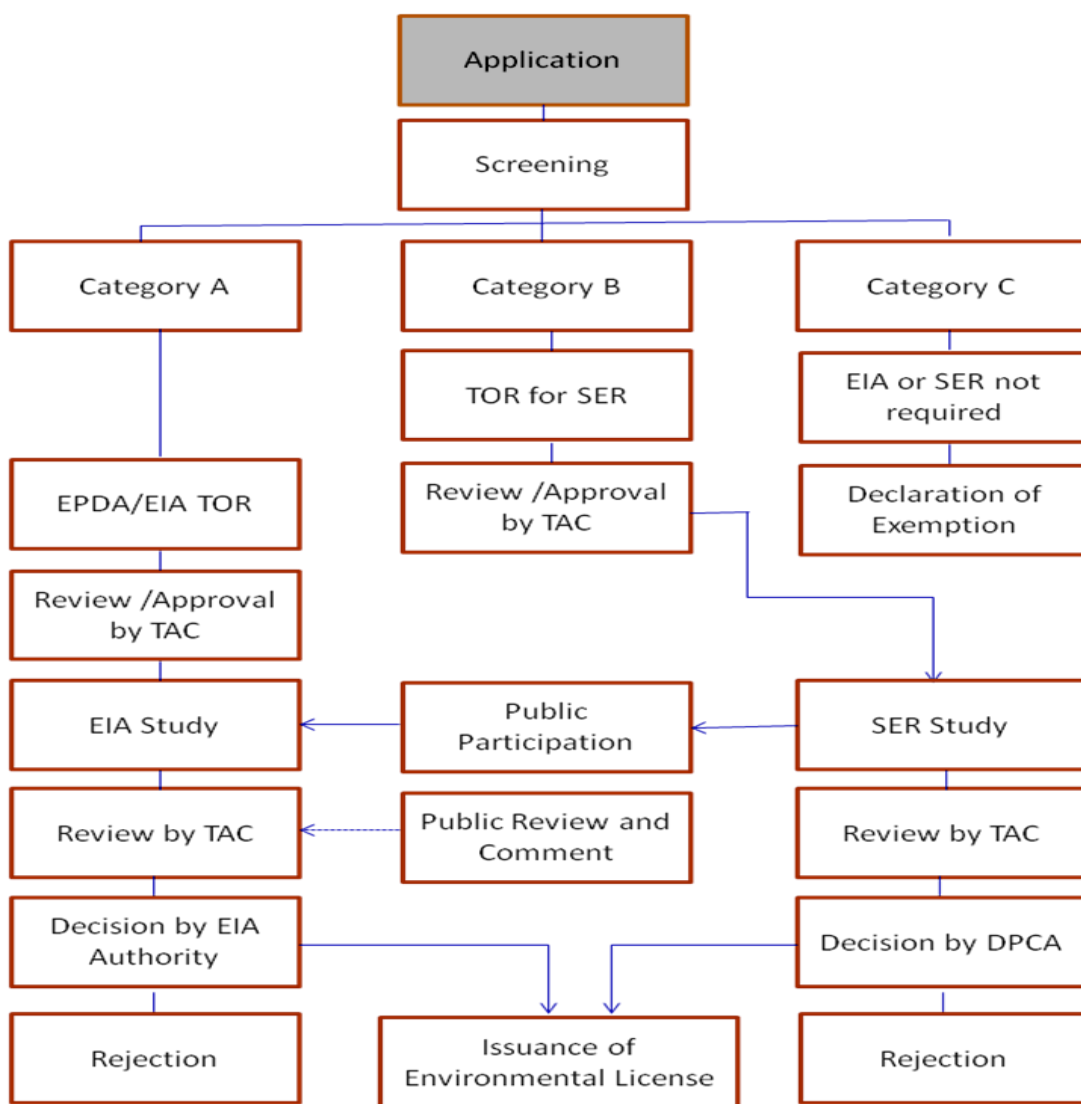 Application
Screening
Category A
Category B
Category C
TOR for SER
EIA or SER not
required
EPDA/EIA TOR
Review /Approval
by TAC
Declaration of
Exemption
Review /Approval
by TAC
EIA Study
Public
Participation
SER Study
Review by TAC
Public Review and
Comment
Review by TAC
Decision by EIA
Authority
Decision by DPCA
Rejection
Issuance of
Environmental License
Rejection